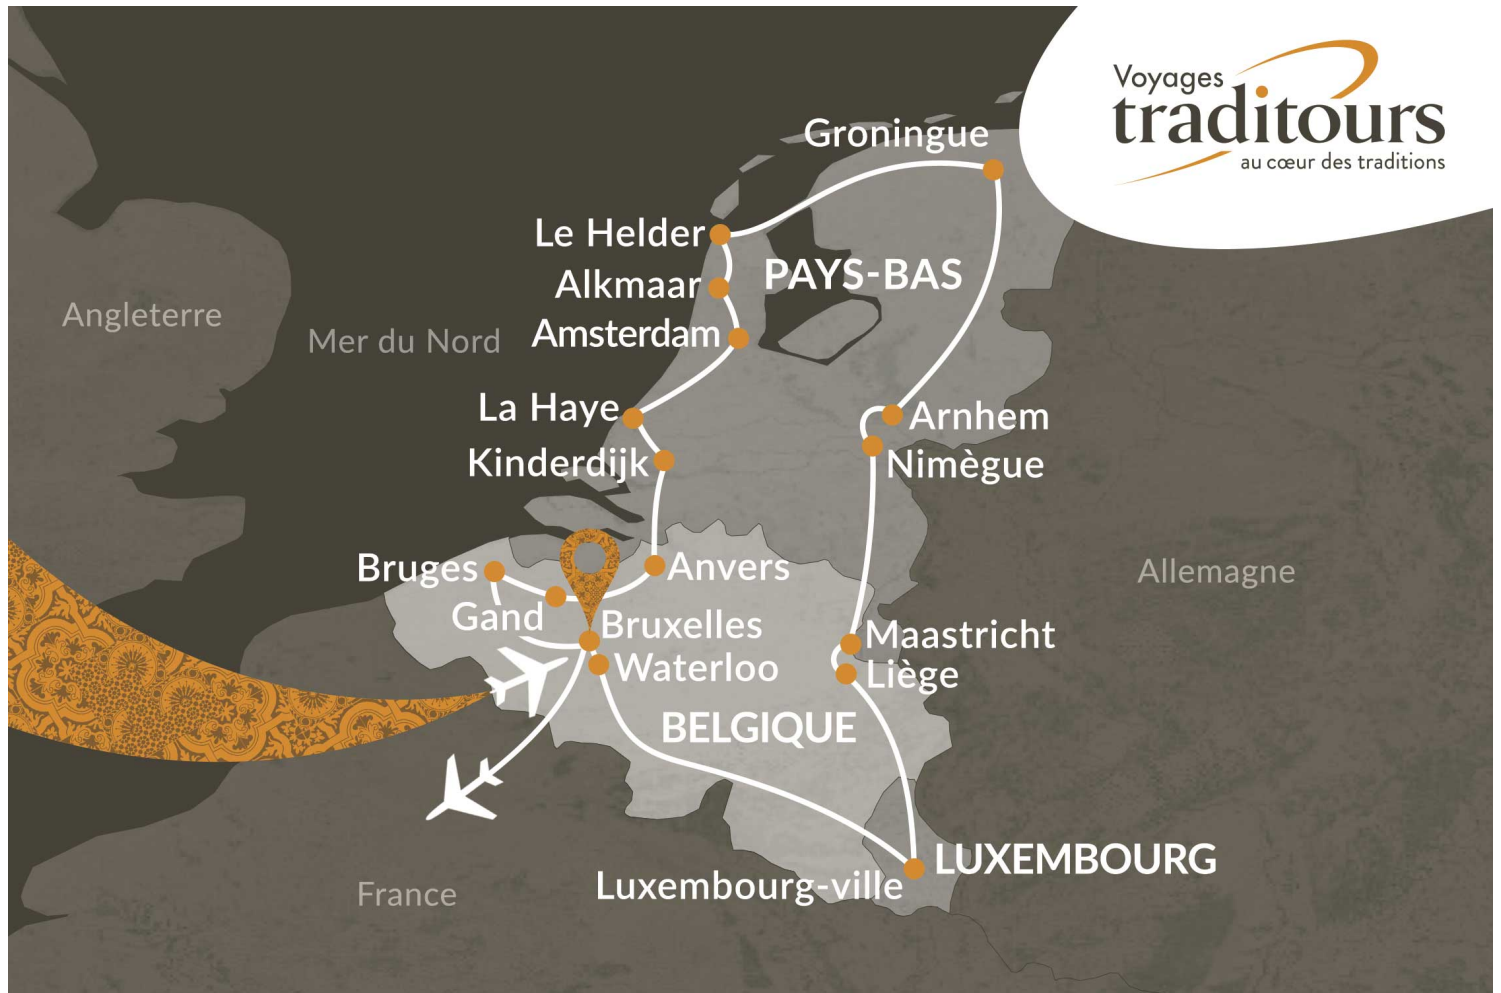 Voyages
traditours
au cœur des traditions
Groningue
Le Helder
PAYS-BAS
Alkmaar
Angleterre
Mer du Nord
Amsterdam
La Haye
Arnhem
Kinderdijk
Nimègue
Bruges
Anvers
Allemagne
Gand
Bruxelles
Maastricht
Waterloo
Liège
BELGIQUE
LUXEMBOURG
Luxembourg-ville
France